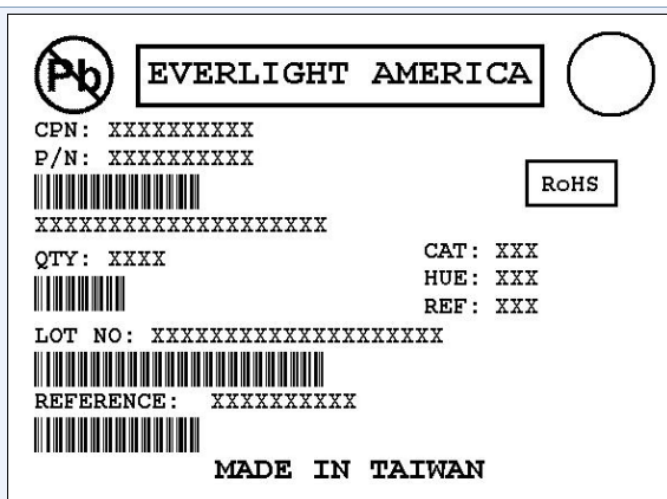 Pb
EVERLIGHT AMERICA
CPN: XXXXXXXXXX
P/N: XXXXXXXXXX
RoHS
XXXXXXXXXXXXXXXXXXXX
QTY: XXXX
CAT: XXX
HUE: XXX
REF: XXX
LOT NO: XXXXXXXXXXXXXXXXXXXX
REFERENCE: XXXXXXXXXX
MADE IN TAIWAN